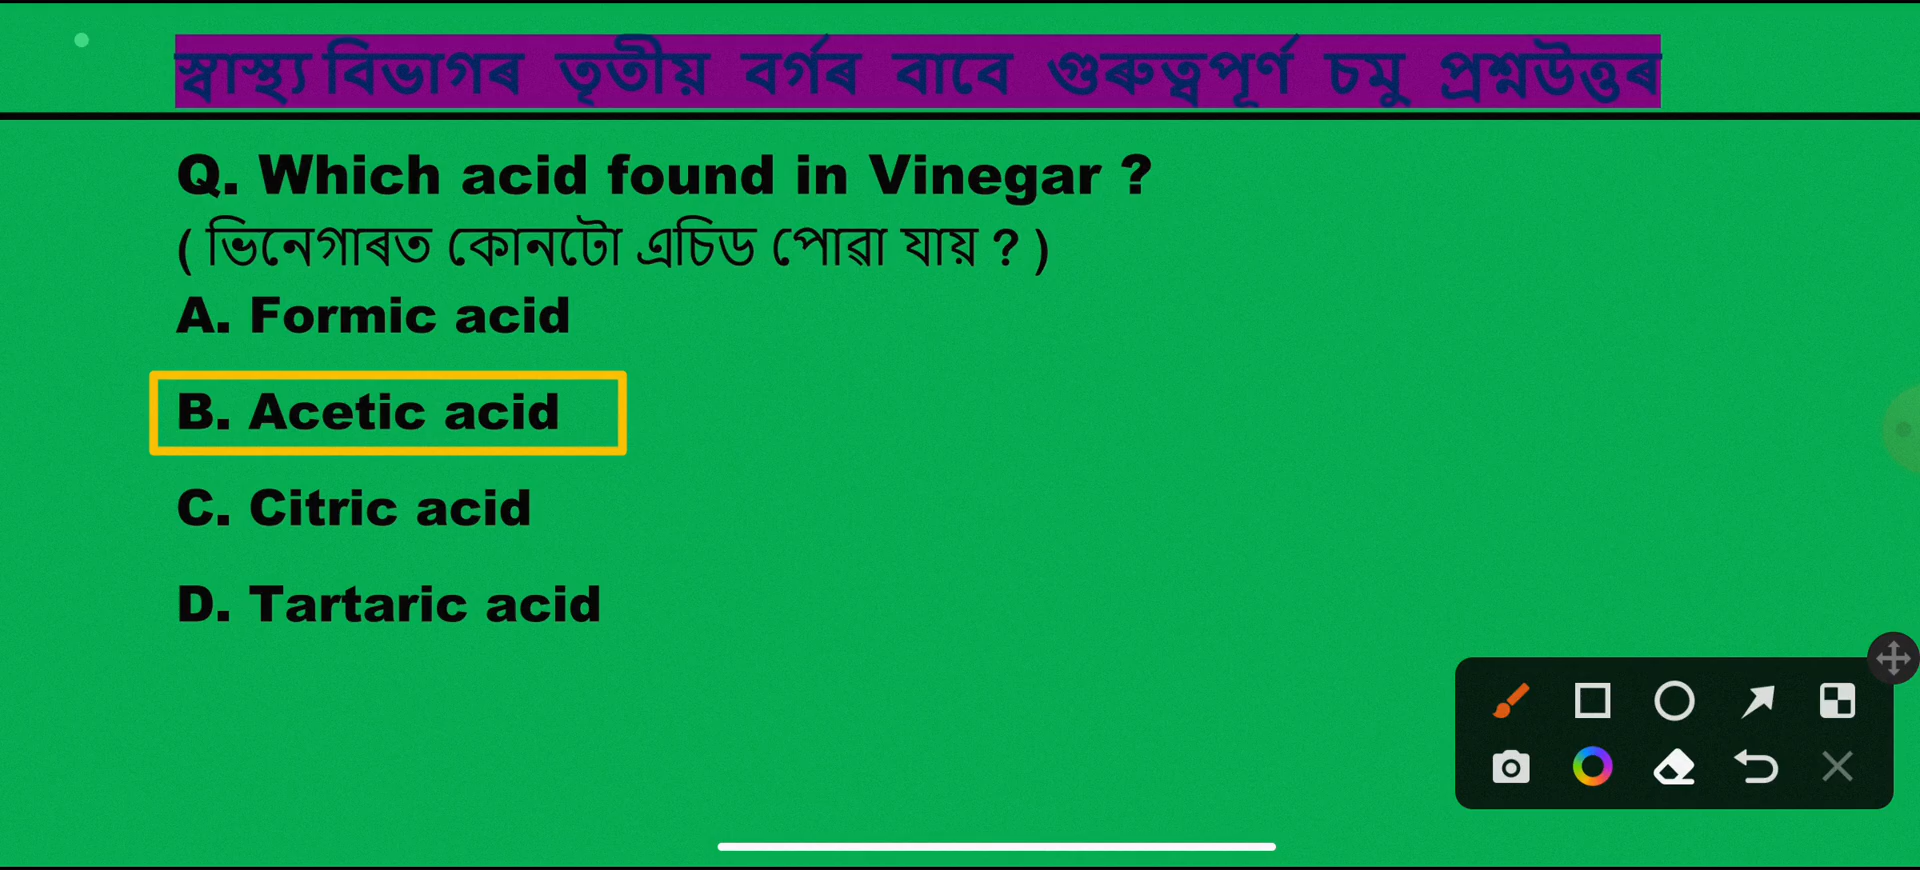 স্বাস্থ্য বিভাগৰ তৃতীয় বৰ্গৰ বাবে গুৰুত্বপূৰ্ণ চমু প্ৰশ্নউত্তৰ
Q. Which acid found in Vinegar ?
( ভিনেগাৰত কোনটো এচিড পোৱা যায় ? )
A. Formic acid
B. Acetic acid
C. Citric acid
D. Tartaric acid